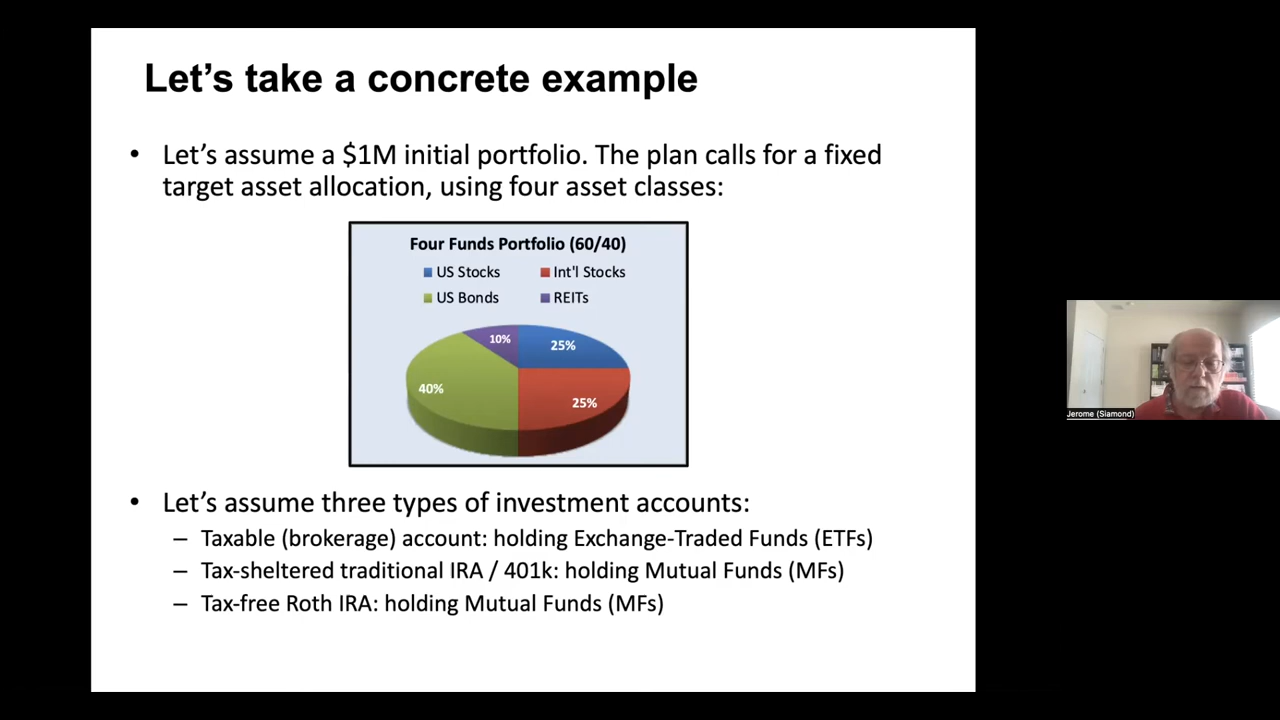 Let’s take a concrete example
• Let’s assume a $1M initial portfolio. The plan calls for a fixed
target asset allocation, using four asset classes:
Four Funds Portfolio (60/40)
US Stocks Int'l Stocks
US Bonds REITs
10% 25%
40% 25%
Jerome (Siamond)
• Let’s assume three types of investment accounts:
– Taxable (brokerage) account: holding Exchange-Traded Funds (ETFs)
– Tax-sheltered traditional IRA / 401k: holding Mutual Funds (MFs)
– Tax-free Roth IRA: holding Mutual Funds (MFs)